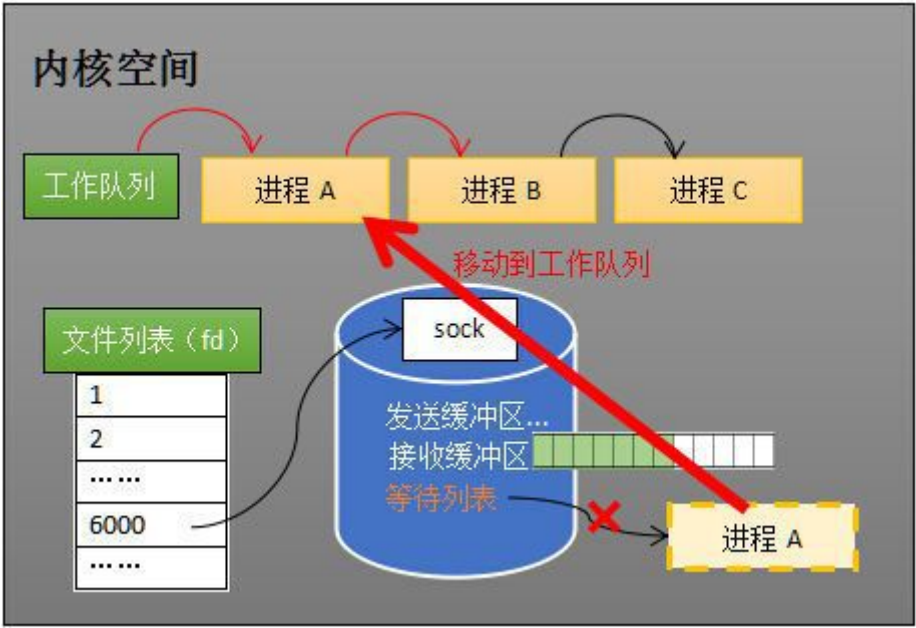 内核空间
工作队列
进程 A
进程 B
进程 C
移动到工作队列
文件列表（fd）
sock
1
2
……
6000
……
发送缓冲区...
接收缓冲区
等待列表
进程 A